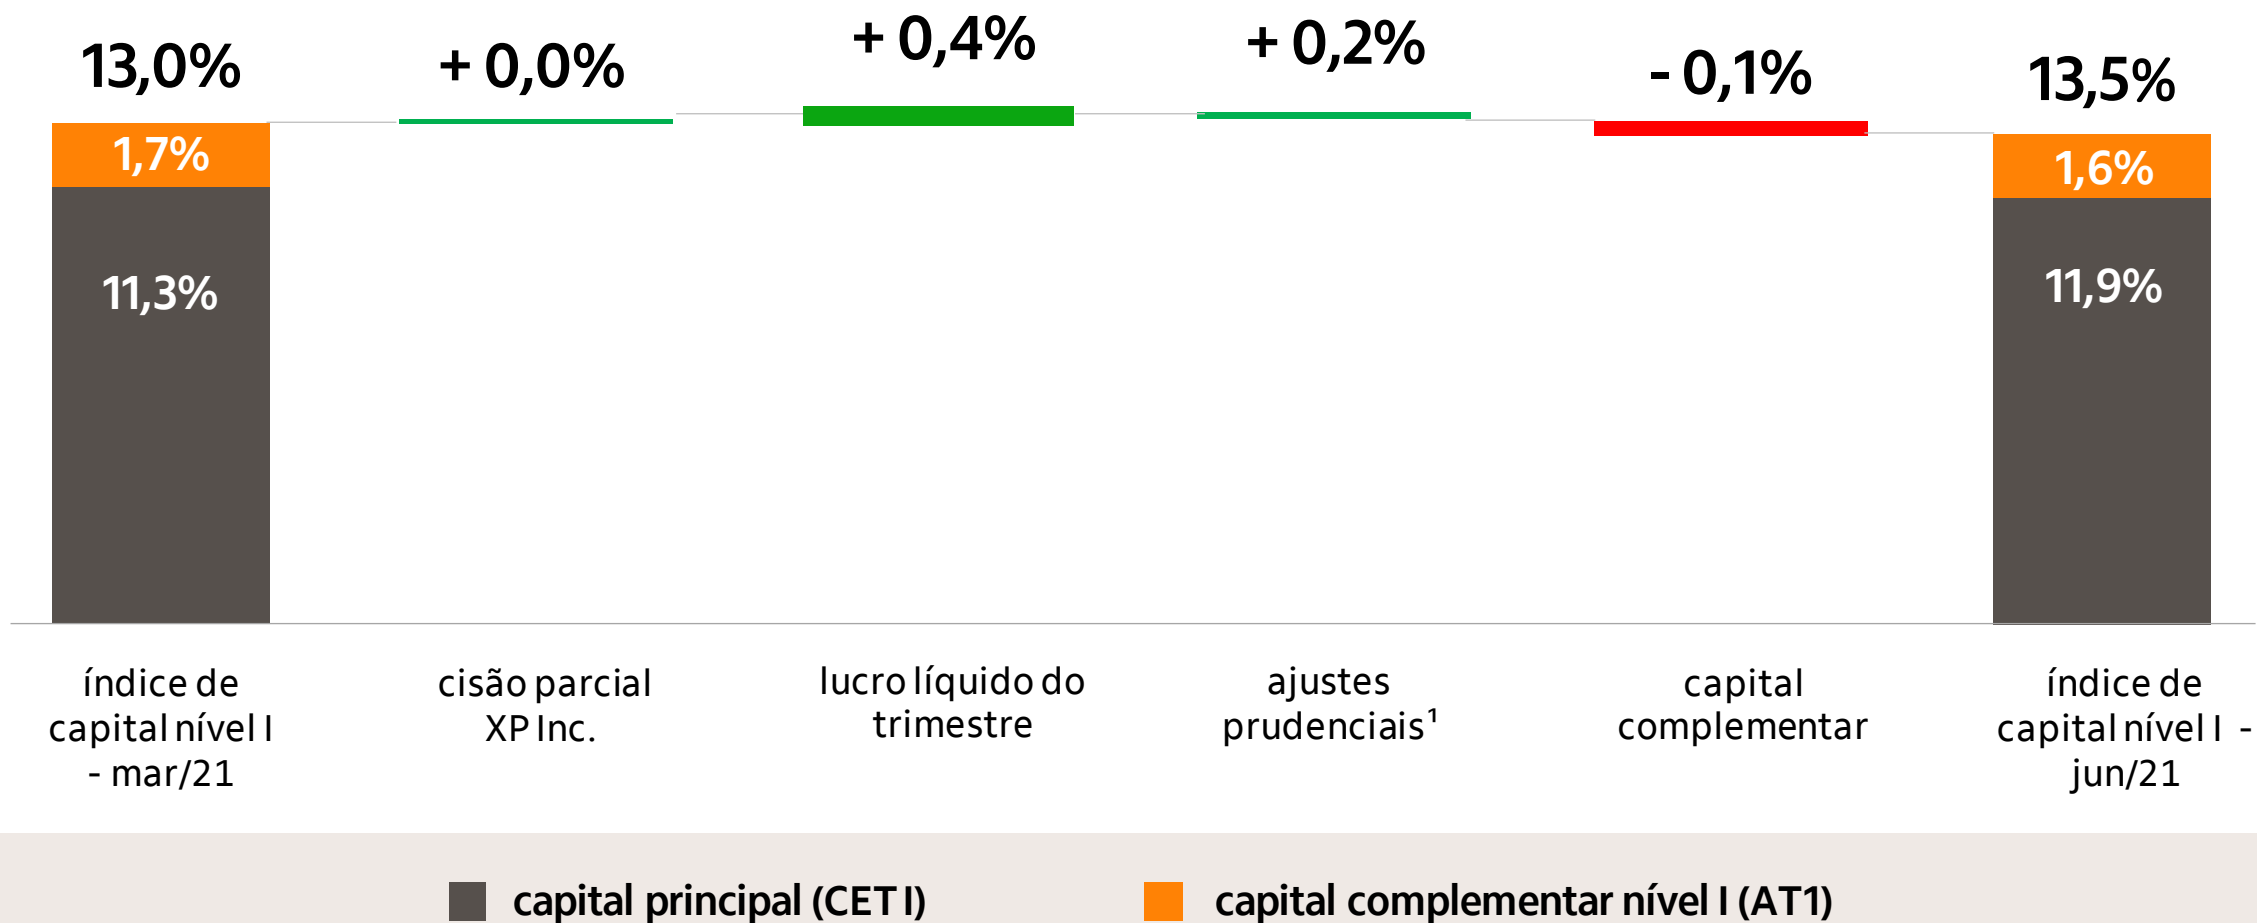 13,0%
+ 0,0%
+ 0,4%
+ 0,2%
- 0,1%
13,5%
1,7%
1,6%
11,3%
11,9%
índice de
capital nível I
- mar/21
cisão parcial
XP Inc.
lucro líquido do
trimestre
ajustes
prudenciais¹
capital
complementar
índice de
capital nível I -
jun/21
capital principal (CET I)
capital complementar nível I (AT1)